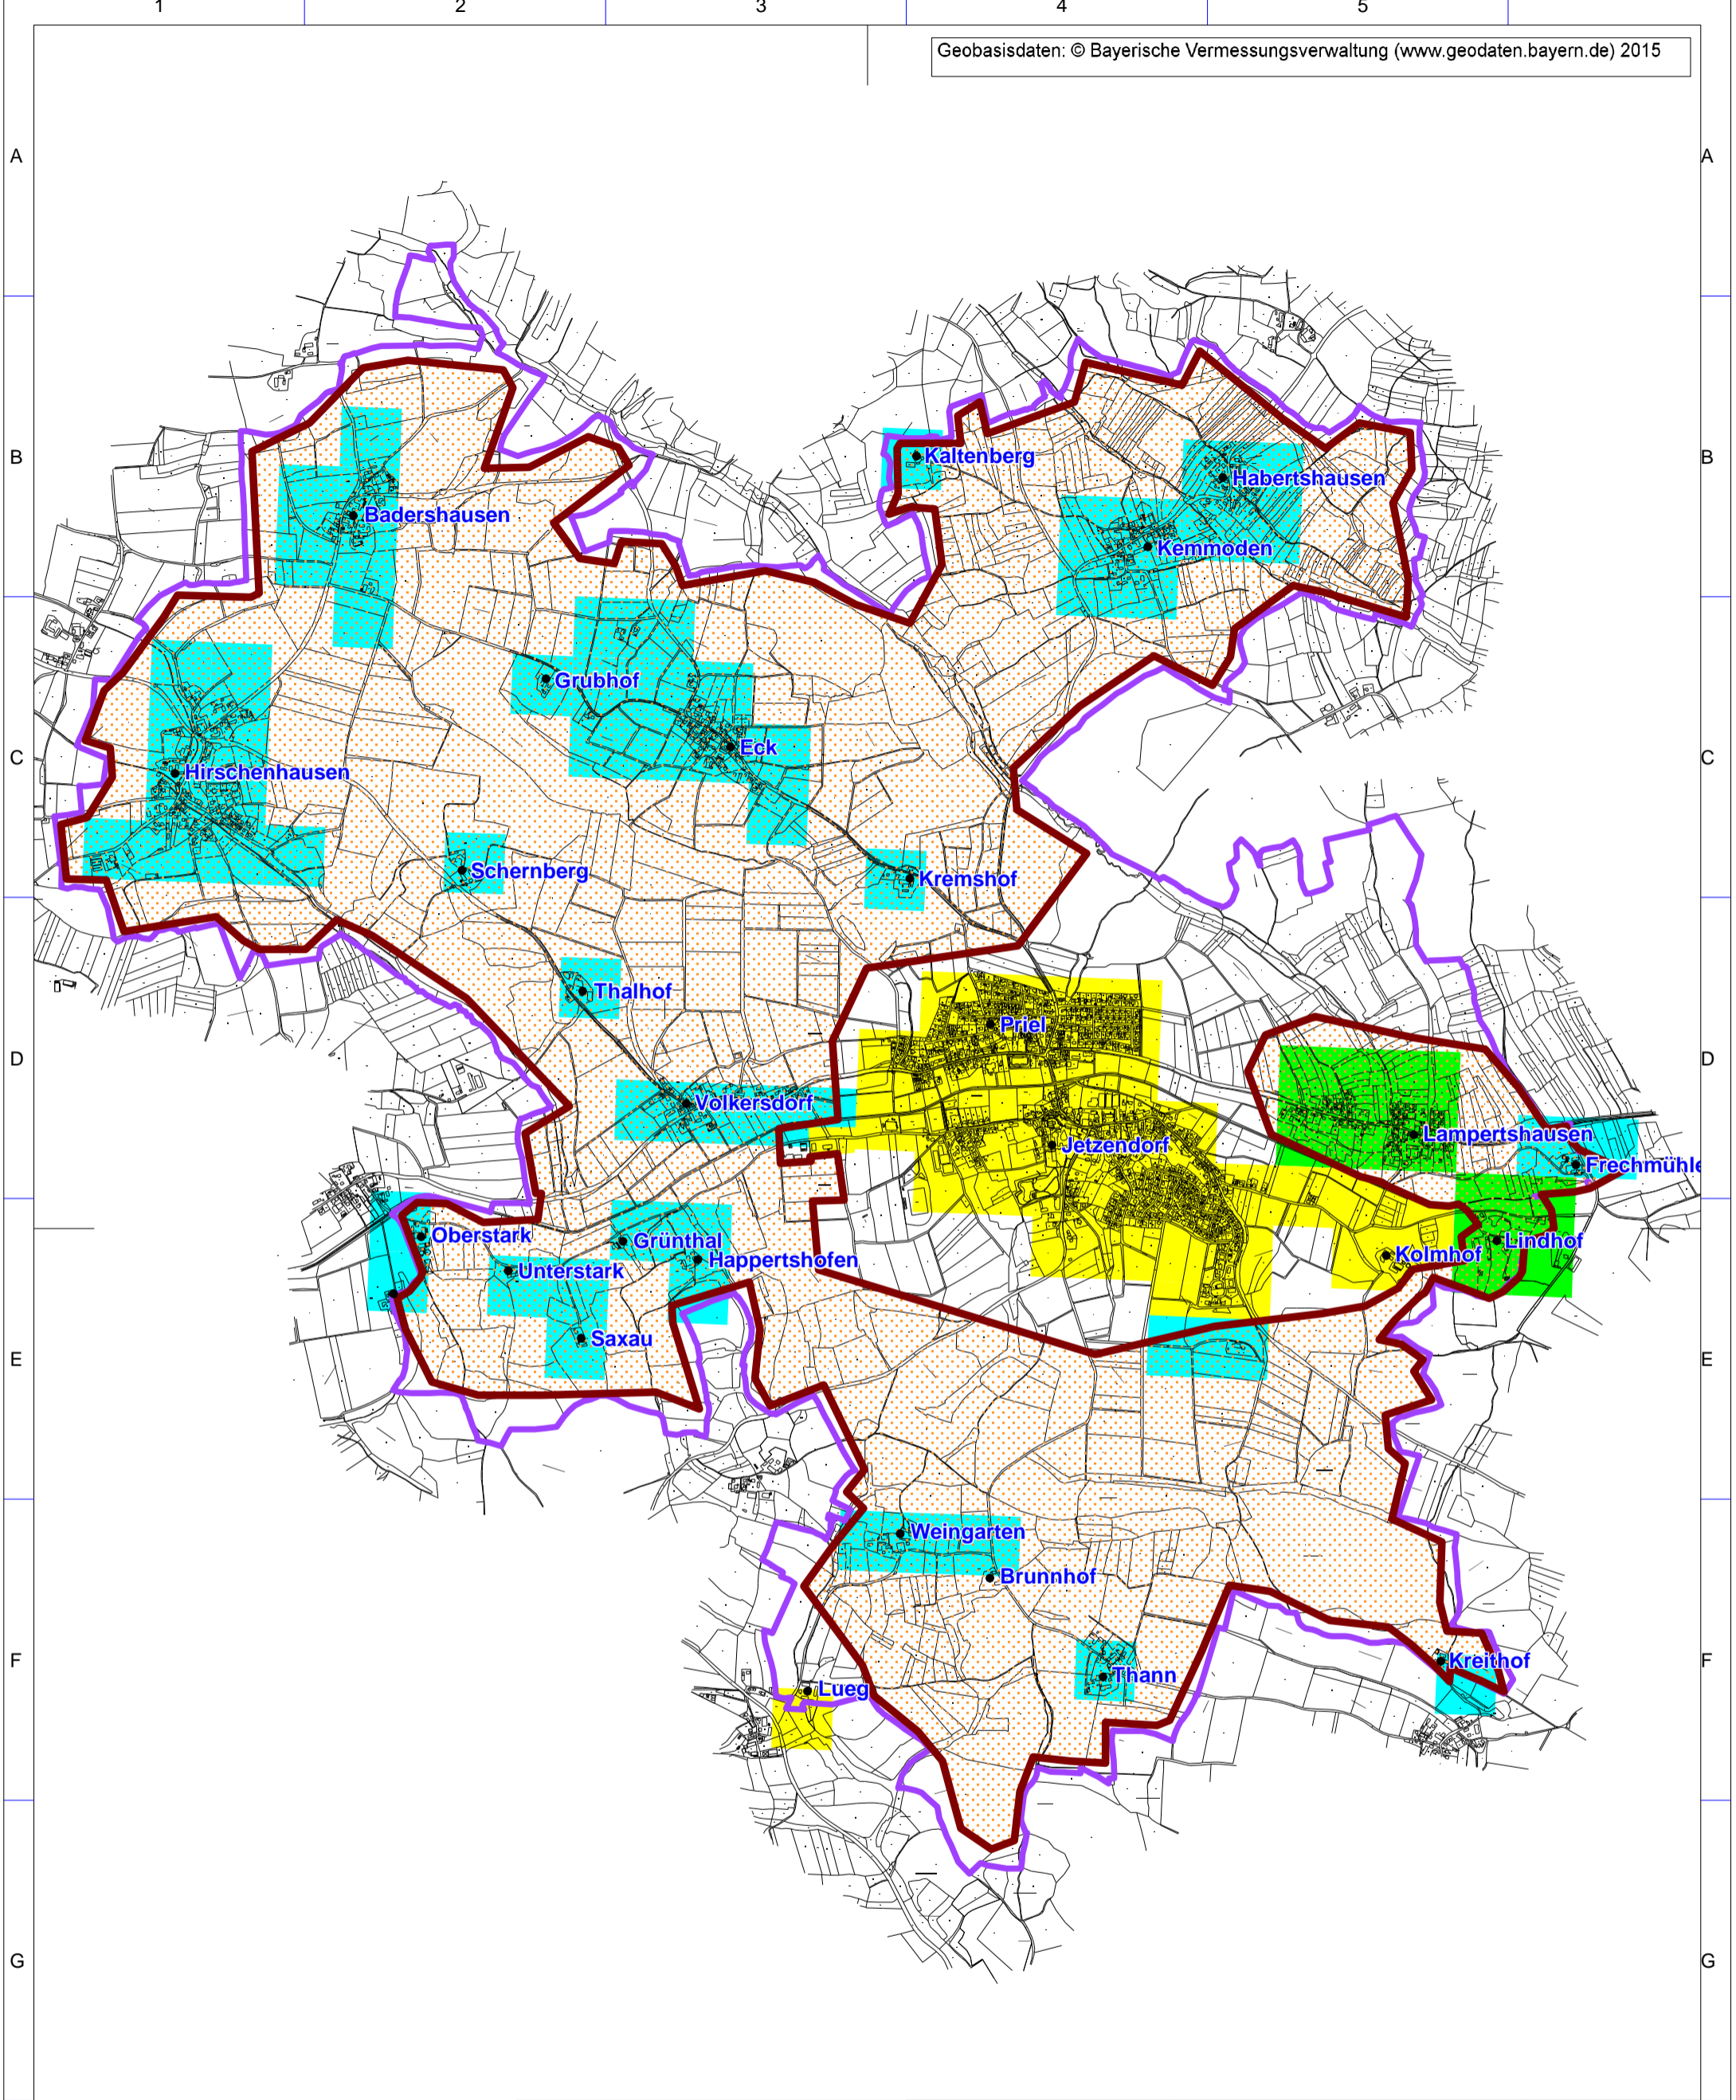 1 2 3 4 5
Geobasisdaten: © Bayerische Vermessungsverwaltung (www.geodaten.bayern.de) 2015
A A
B B
Kaltenberg
Habertshausen
Badershausen
Kemmoden
Grubhof
Eck
C C
Hirschenhausen
Schernberg
Kremshof
Thalhof
Priel
D D
Volkersdorf
Lampertshausen
Jetzendorf
Frechmühle
Oberstark
Grünthal
Lindhof
Kolmhof
Happertshofen
Unterstark
Saxau
E E
Weingarten
Brunnhof
F F
Kreithof
Thann
Lueg
G G